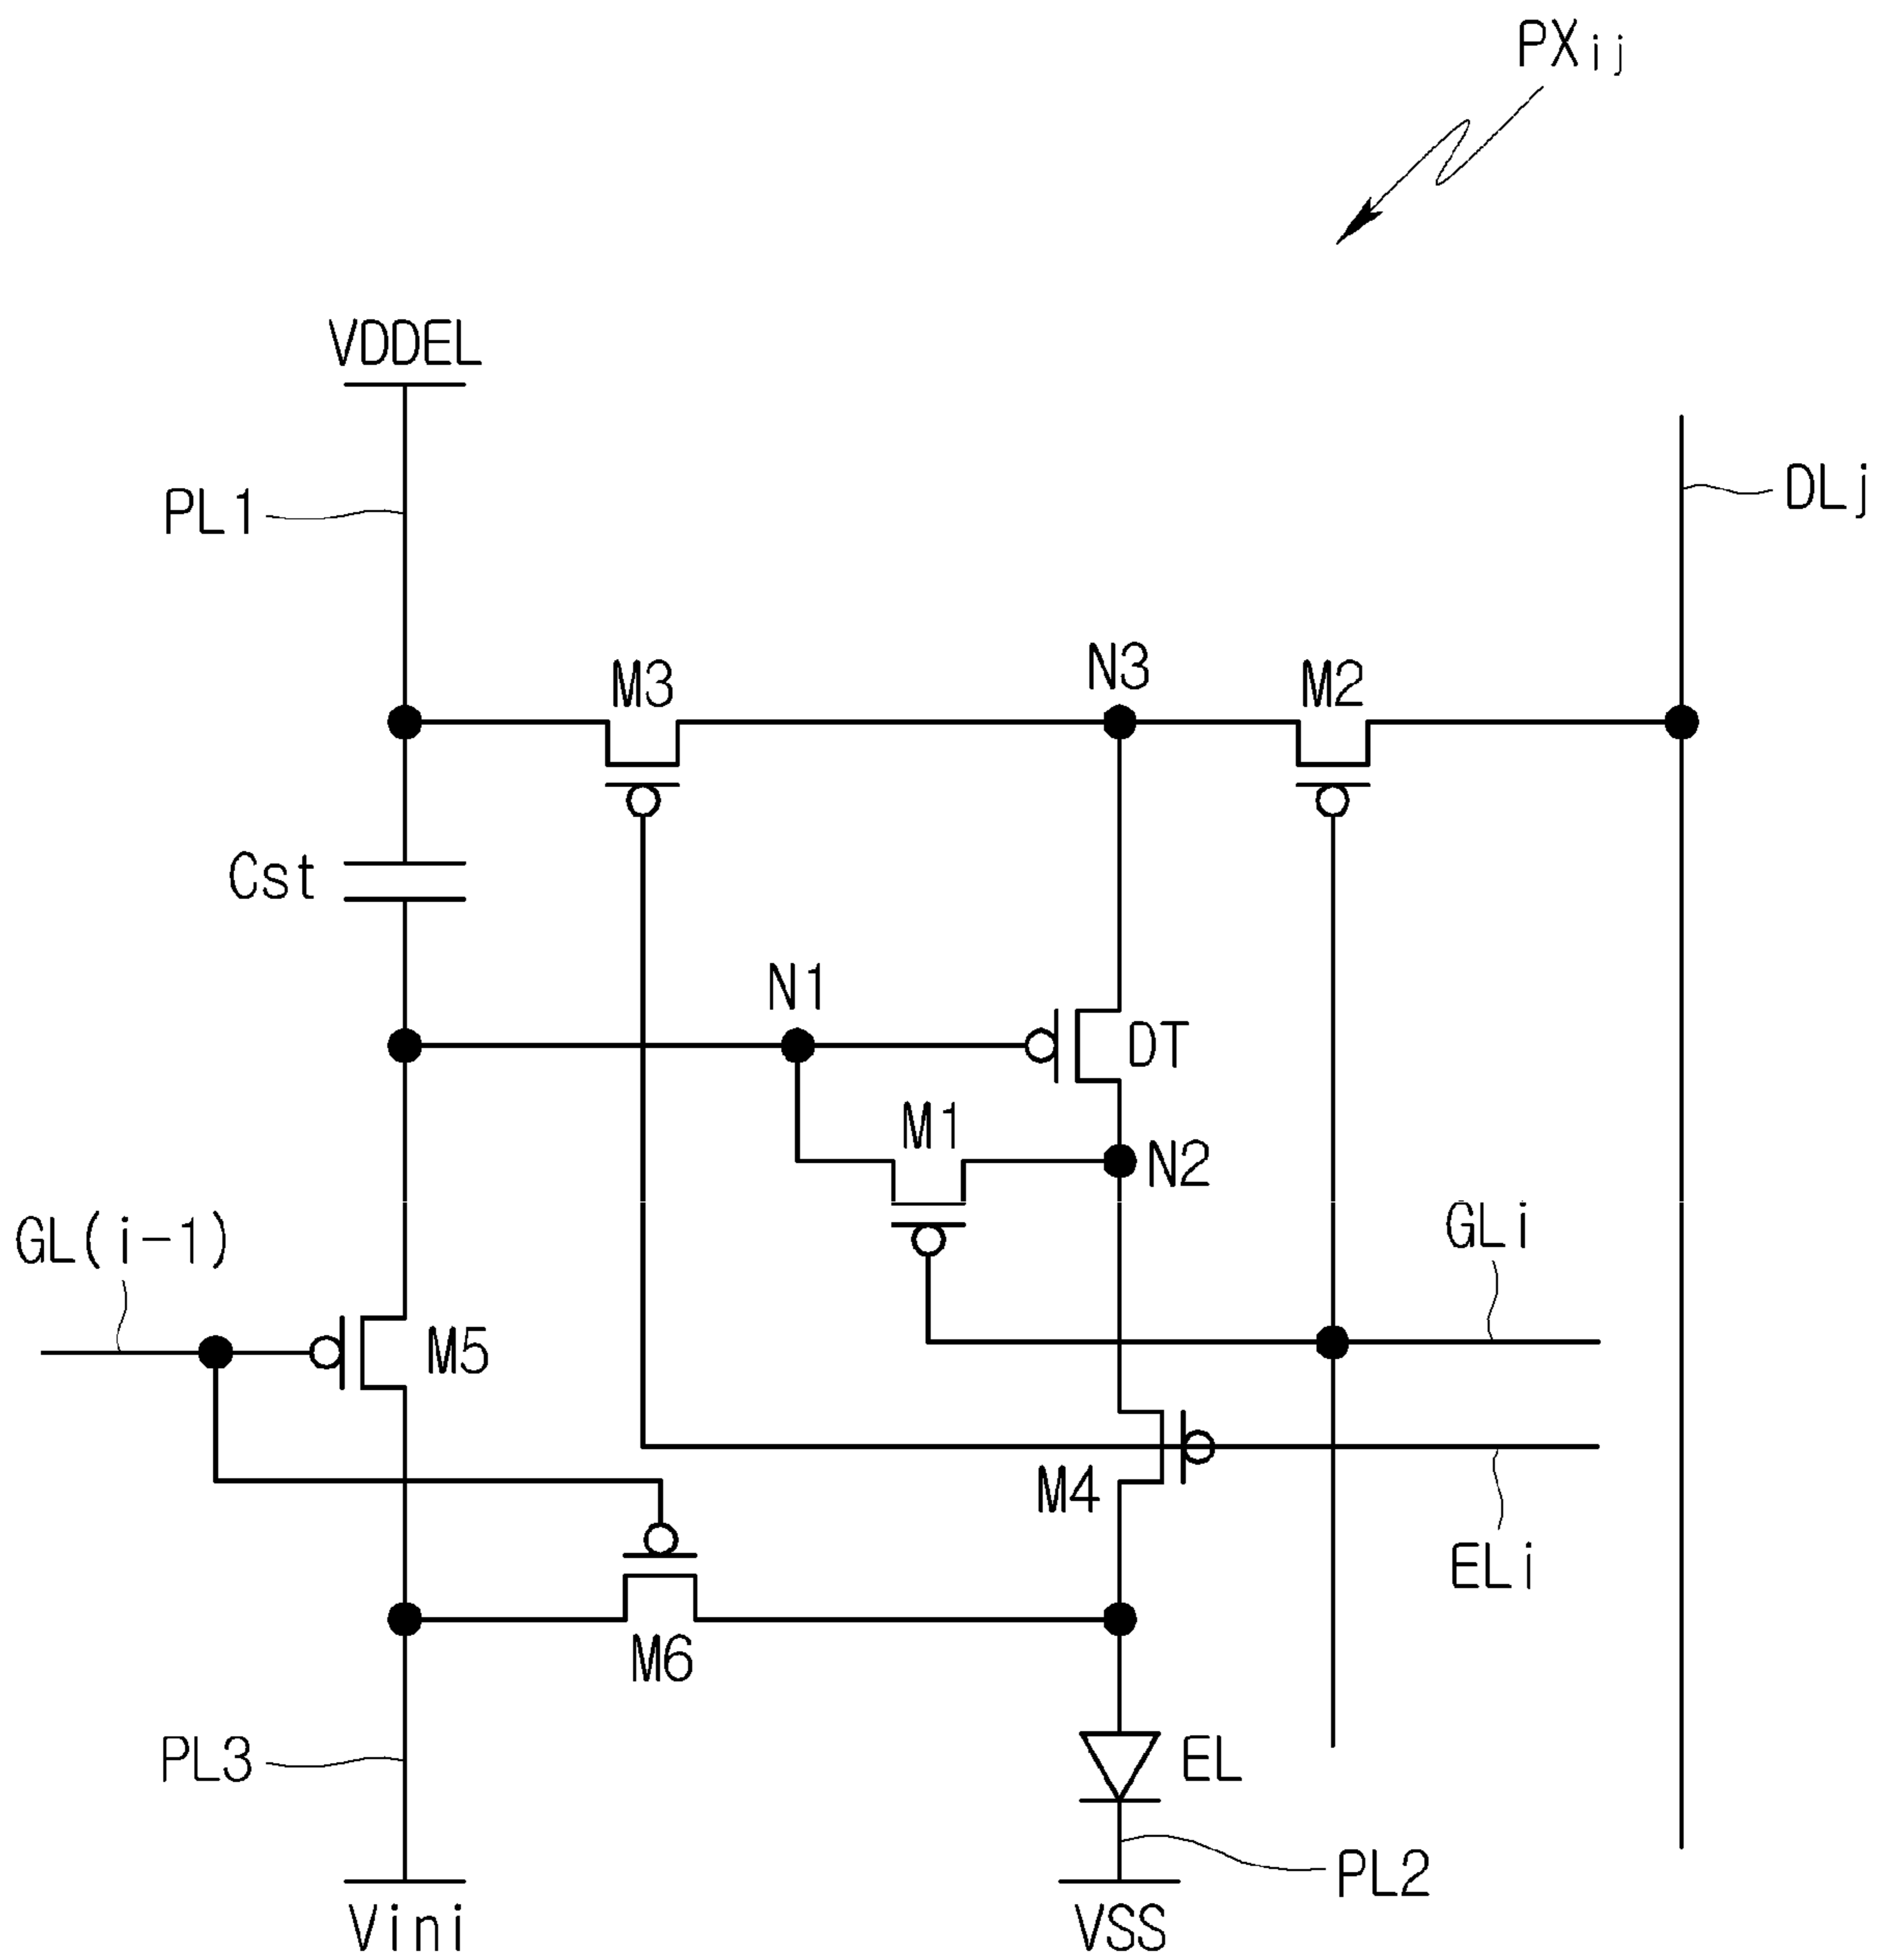 PXij
VDDEL
PL1
DLj
M3
N3
M2
Cst
N1
DT
M1
N2
GL(i-1)
GLi
M5
M4
ELi
M6
PL3
EL
PL2
Vini
VSS